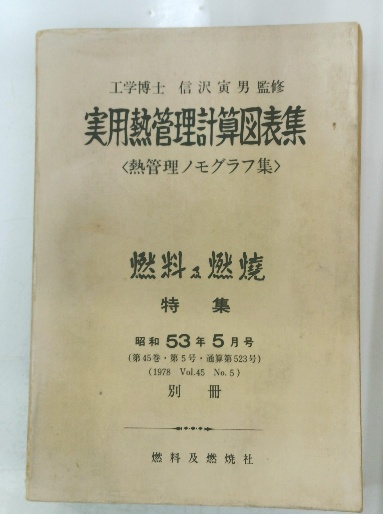 工学博士 信沢寅男監修
実用熱管理計算図表集
〈熱管理ノモグラフ集〉
燃料及燃燒
特集
昭和53年5月号
(第45巻・第5号・通算第523号)
(1978 Vol.45 No.5)
別冊
燃料及燃焼社